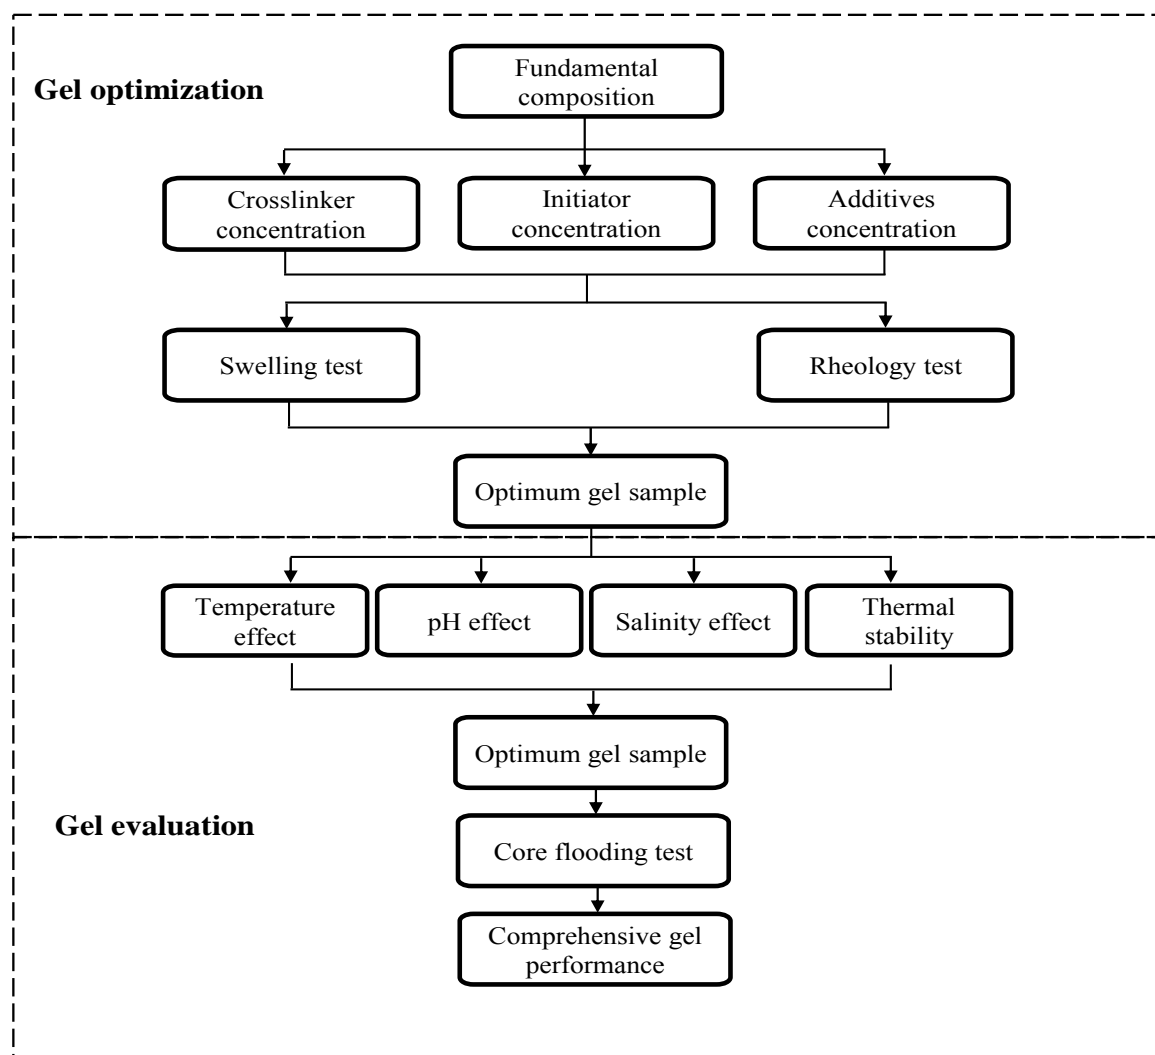 Gel optimization
Fundamental
composition
Crosslinker
concentration
Initiator
concentration
Additives
concentration
Swelling test
Rheology test
Optimum gel sample
Temperature
effect
pH effect
Salinity effect
Thermal
stability
Optimum gel sample
Gel evaluation
Core flooding test
Comprehensive gel
performance